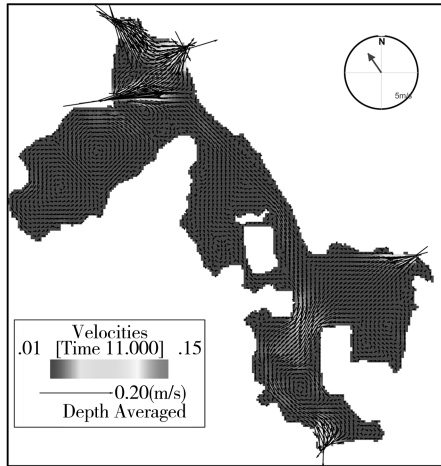 N
5m/s
Velocities
.01 [Time 11.000] .15
0.20(m/s)
Depth Averaged